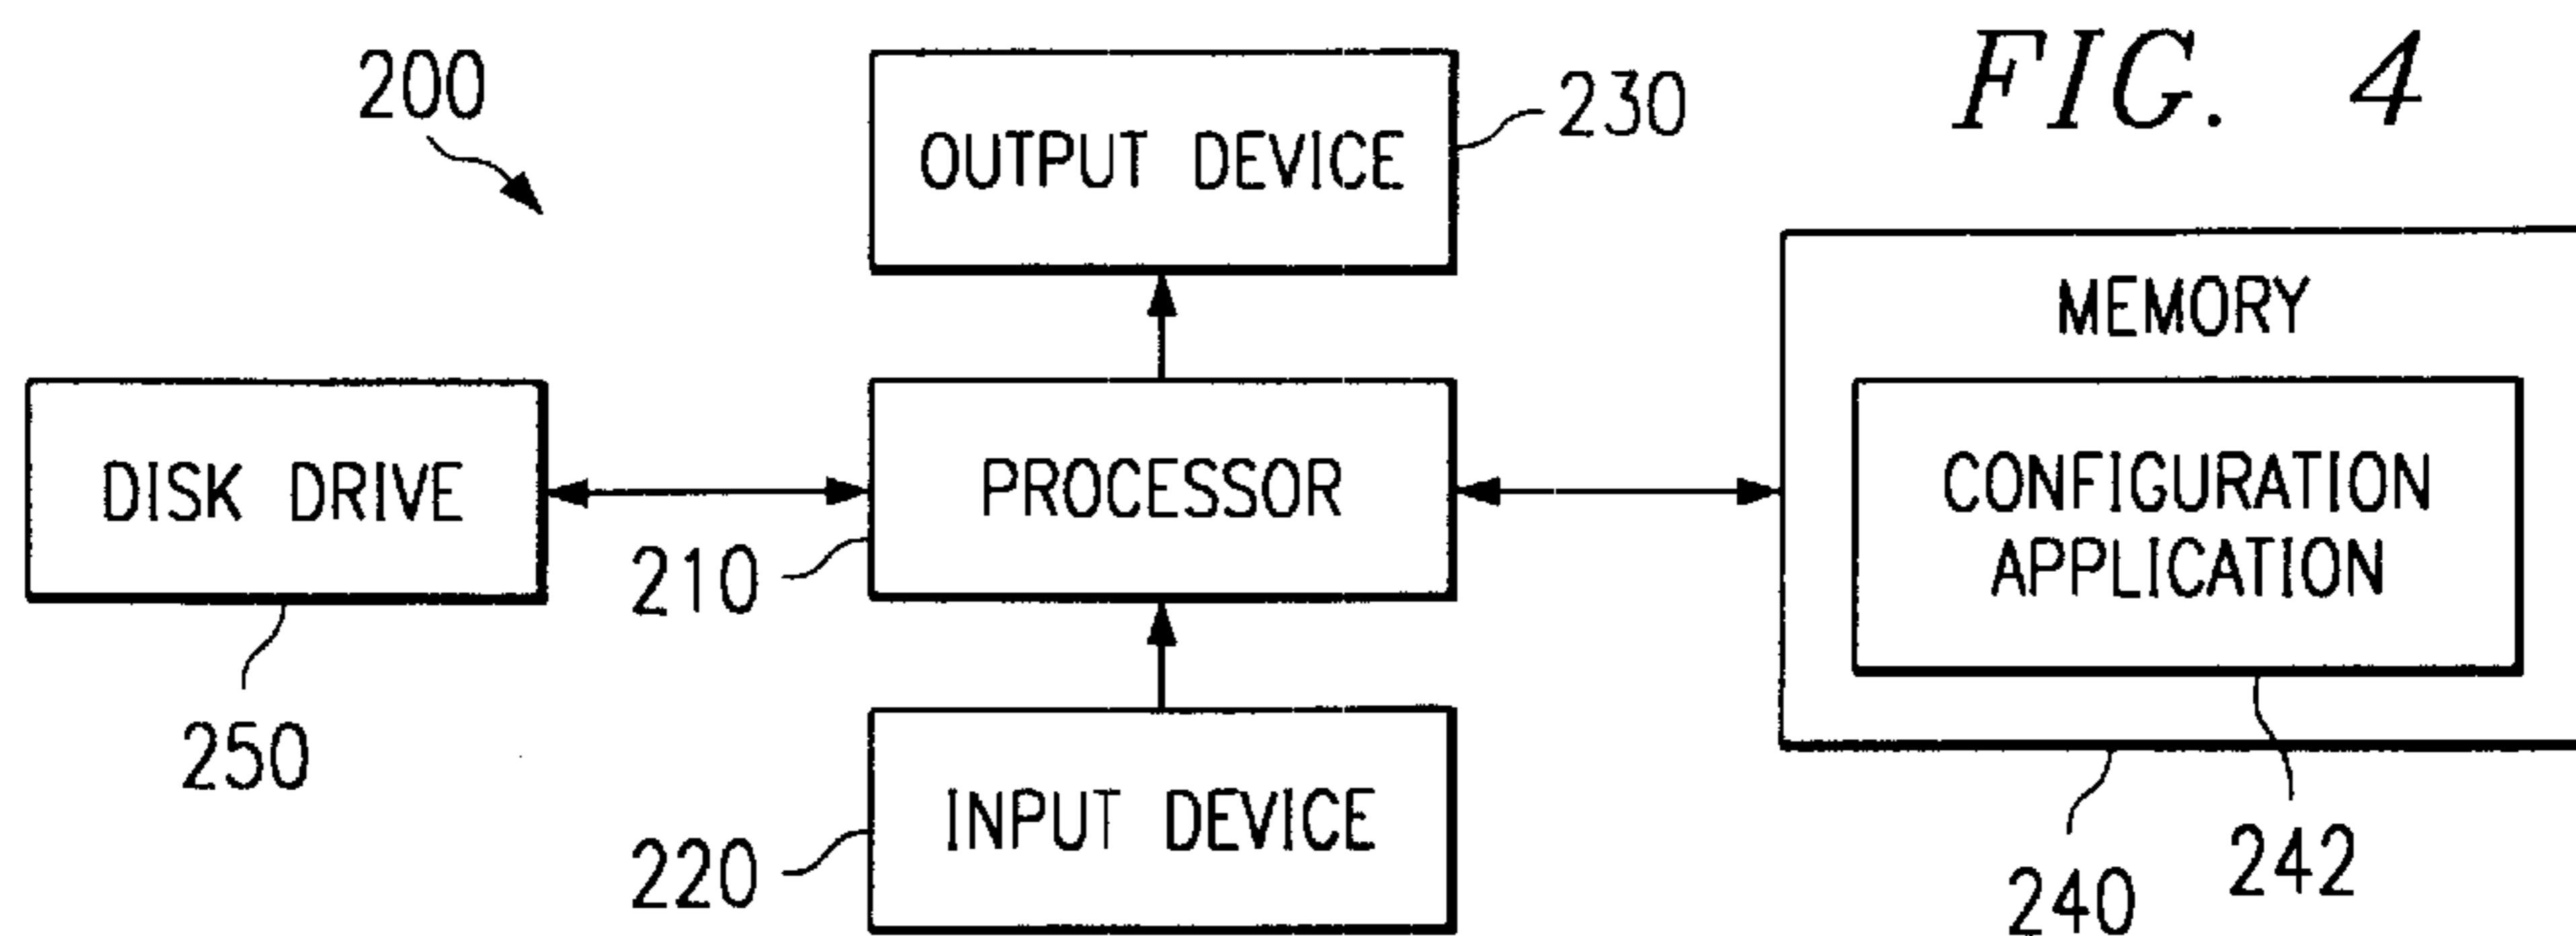 FIG. 4
200
OUTPUT DEVICE
230
MEMORY
DISK DRIVE
PROCESSOR
CONFIGURATION
APPLICATION
210
250
INPUT DEVICE
220
242
240